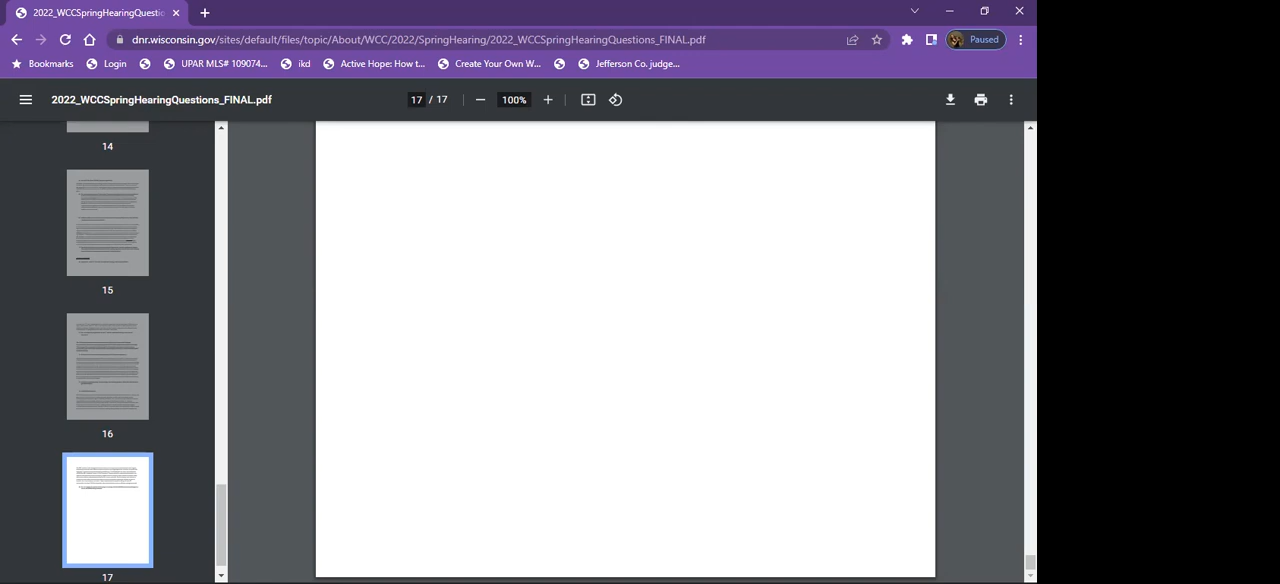 2022_WCCSpringHearingQuestio
dnr.wisconsin.gov/sites/default/files/topic/About/WCC/2022/SpringHearing/2022_WCCSpringHearingQuestions_FINAL.pdf
Paused
Bookmarks Login UPAR MLS# 109074... ikd Active Hope: How t... Create Your Own W... Jefferson Co. judge...
2022_WCCSpringHearingQuestions_FINAL.pdf 17 / 17 100%
14
15
16
17